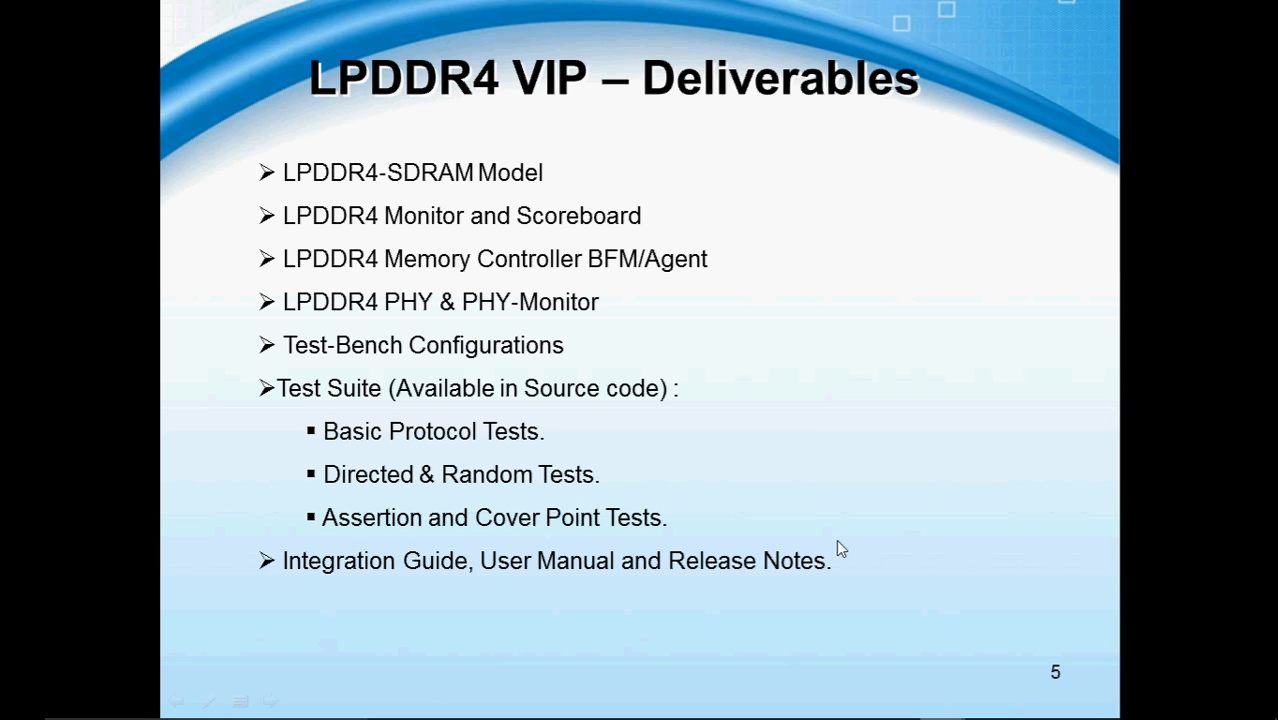 LPDDR4 VIP – Deliverables
➢ LPDDR4-SDRAM Model
➢ LPDDR4 Monitor and Scoreboard
➢ LPDDR4 Memory Controller BFM/Agent
➢ LPDDR4 PHY & PHY-Monitor
➢ Test-Bench Configurations
➢Test Suite (Available in Source code) :
▪ Basic Protocol Tests.
▪ Directed & Random Tests.
▪ Assertion and Cover Point Tests.
➢ Integration Guide, User Manual and Release Notes.
5